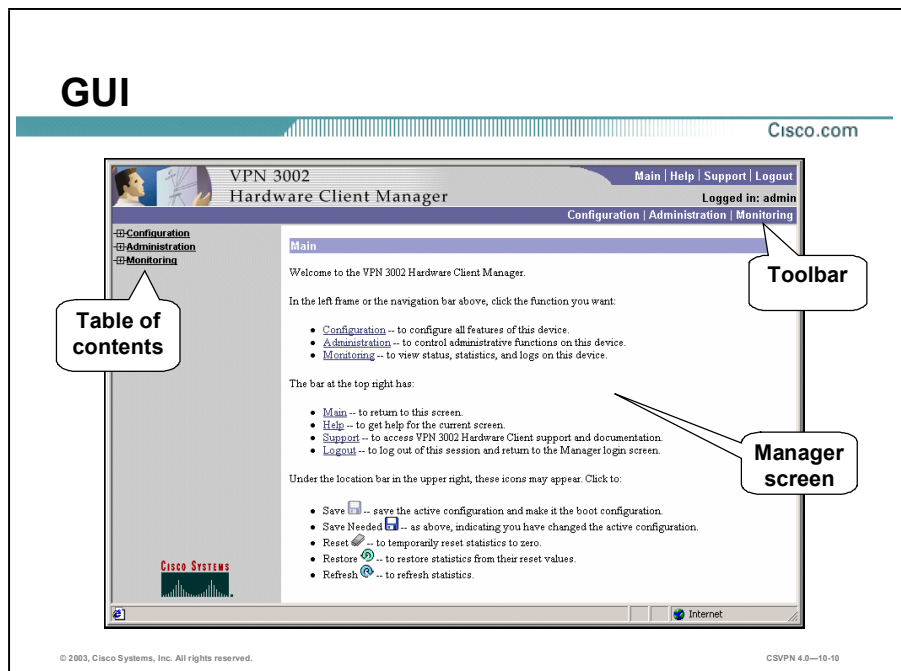 GUI
Cisco.com
VPN 3002
Hardware Client Manager
Main | Help | Support | Logout
Logged in: admin
Configuration | Administration | Monitoring
Configuration
Administration
Monitoring
Table of
contents
Toolbar
Main
Welcome to the VPN 3002 Hardware Client Manager.
In the left frame or the navigation bar above, click the function you want:
• Configuration -- to configure all features of this device.
• Administration -- to control administrative functions on this device.
• Monitoring -- to view status, statistics, and logs on this device.
The bar at the top right has:
• Main -- to return to this screen.
• Help -- to get help for the current screen.
• Support -- to access VPN 3002 Hardware Client support and documentation.
• Logout -- to log out of this session and return to the Manager login screen.
Manager
screen
Under the location bar in the upper right, these icons may appear. Click to:
• Save -- save the active configuration and make it the boot configuration.
• Save Needed -- as above, indicating you have changed the active configuration.
• Reset -- to temporarily reset statistics to zero.
• Restore -- to restore statistics from their reset values.
• Refresh -- to refresh statistics.
CISCO SYSTEMS
Internet
© 2003, Cisco Systems, Inc. All rights reserved.
CSVPN 4.0—10-10